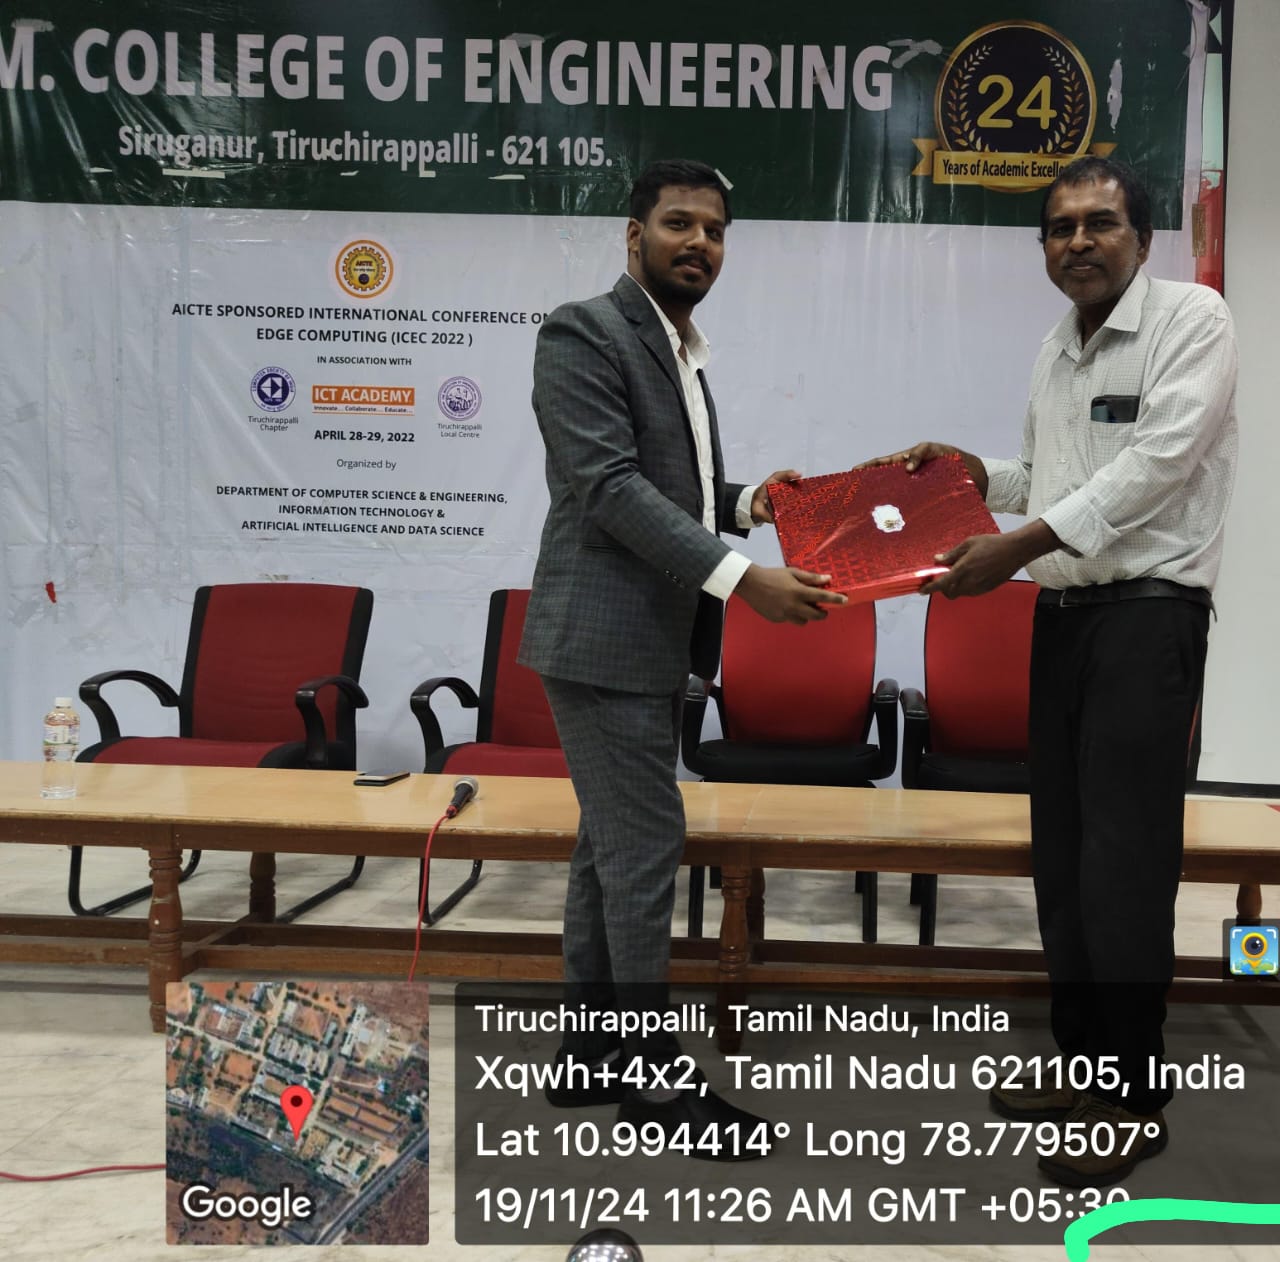 M. COLLEGE OF ENGINEERING
Siruganur, Tiruchirappalli - 621 105.
24
Years of Academic
AICTE
AICTE SPONSORED INTERNATIONAL CONFERENCE ON
EDGE COMPUTING (ICEC 2022 )
IN ASSOCIATION WITH
ICT ACADEMY
Innovate... Collaborate... Educate...
Tiruchirappalli
Chapter
Tiruchirappalli
Local Centre
APRIL 28-29, 2022
Organized by
DEPARTMENT OF COMPUTER SCIENCE & ENGINEERING,
INFORMATION TECHNOLOGY &
ARTIFICIAL INTELLIGENCE AND DATA SCIENCE
Google
Tiruchirappalli, Tamil Nadu, India
Xqwh+4x2, Tamil Nadu 621105, India
Lat 10.994414° Long 78.779507°
19/11/24 11:26 AM GMT +05:30